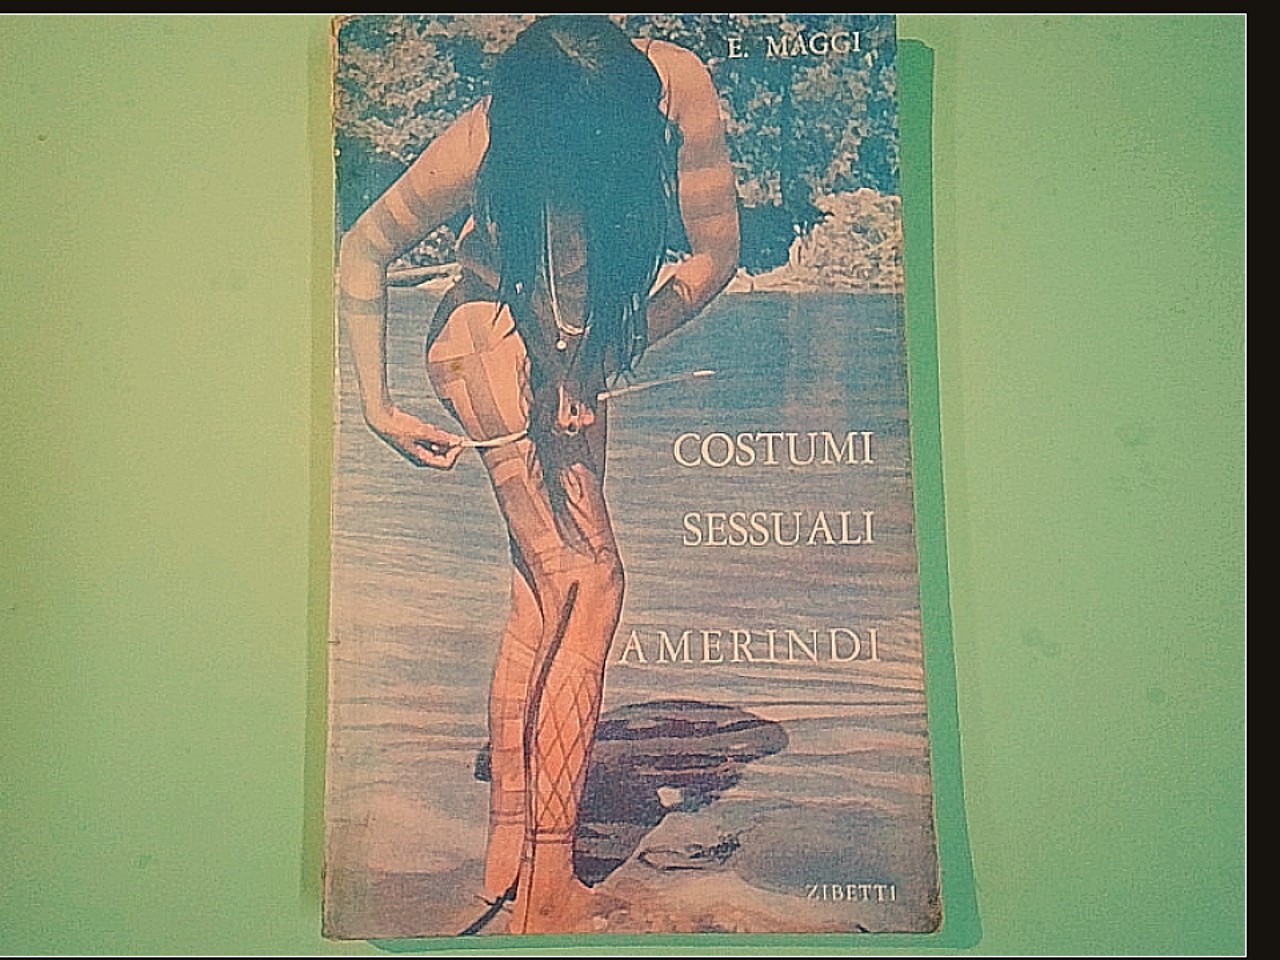 E. MAGGI
COSTUMI
SESSUALI
AMERINDI
ZIBETTI